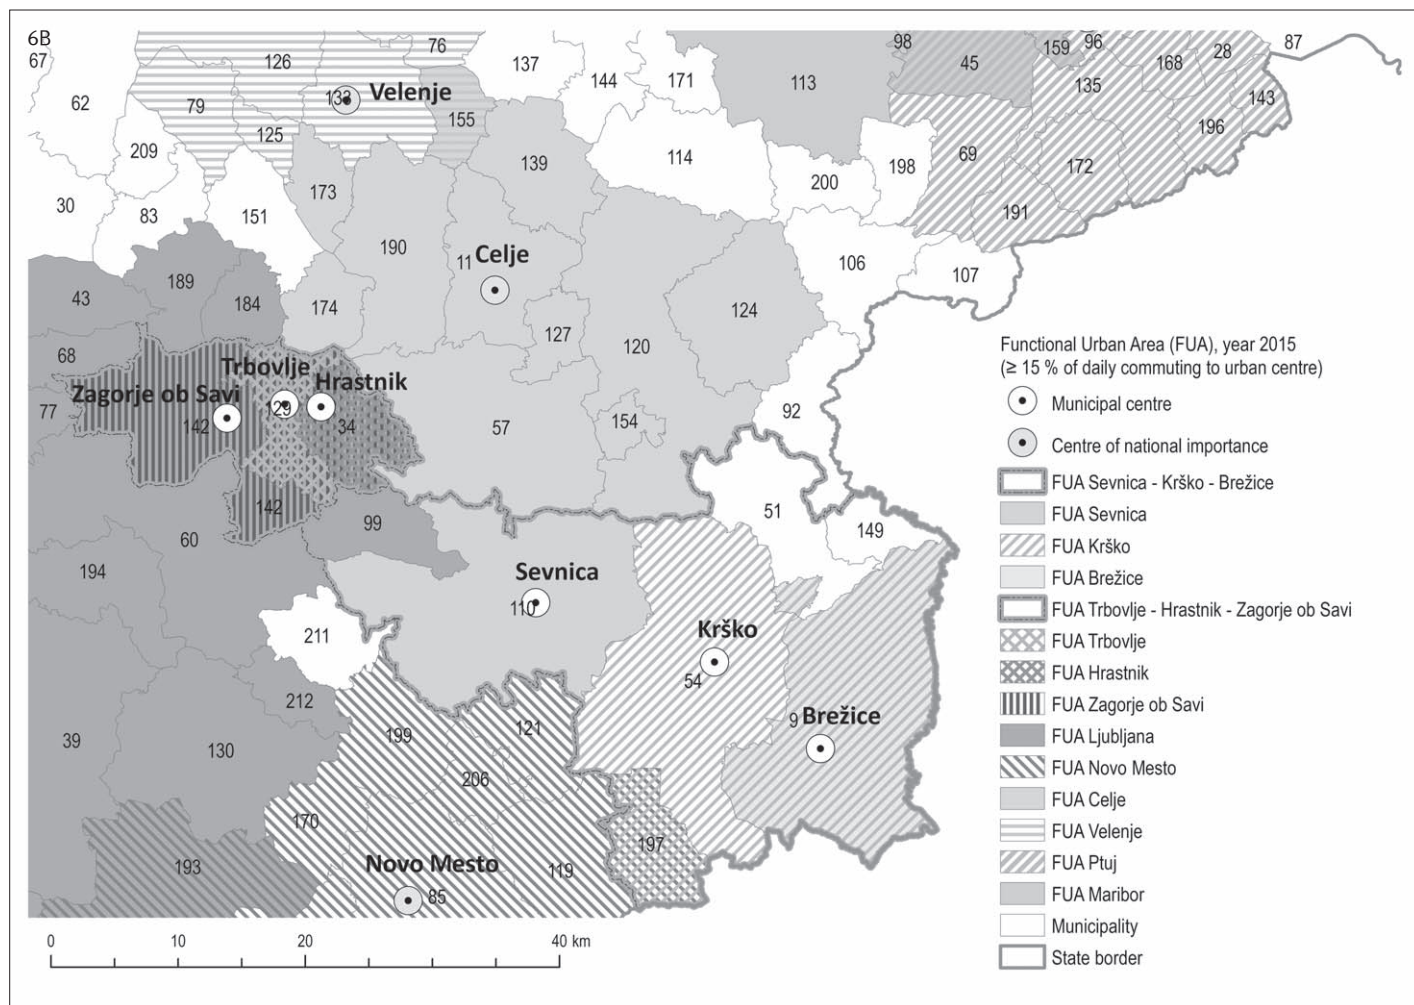 6B
67
126
76
137
98
45
159
96
28
87
62
79
133
Velenje
155
144
171
113
135
168
143
125
196
209
139
114
69
172
200
198
173
30
83
151
191
190
11
Celje
106
107
43
189
184
174
124
127
120
68
Trbovlje
77
Zagorje ob Savi
Hrastnik
129
142
34
57
154
92
142
99
51
149
60
194
Sevnica
110
211
Krško
54
212
9
Brežice
39
130
199
121
206
170
193
Novo Mesto
85
119
197
Functional Urban Area (FUA), year 2015
(≥ 15 % of daily commuting to urban centre)
Municipal centre
Centre of national importance
FUA Sevnica - Krško - Brežice
FUA Sevnica
FUA Krško
FUA Brežice
FUA Trbovlje - Hrastnik - Zagorje ob Savi
FUA Trbovlje
FUA Hrastnik
FUA Zagorje ob Savi
FUA Ljubljana
FUA Novo Mesto
FUA Celje
FUA Velenje
FUA Ptuj
FUA Maribor
Municipality
State border
0 10 20 40 km